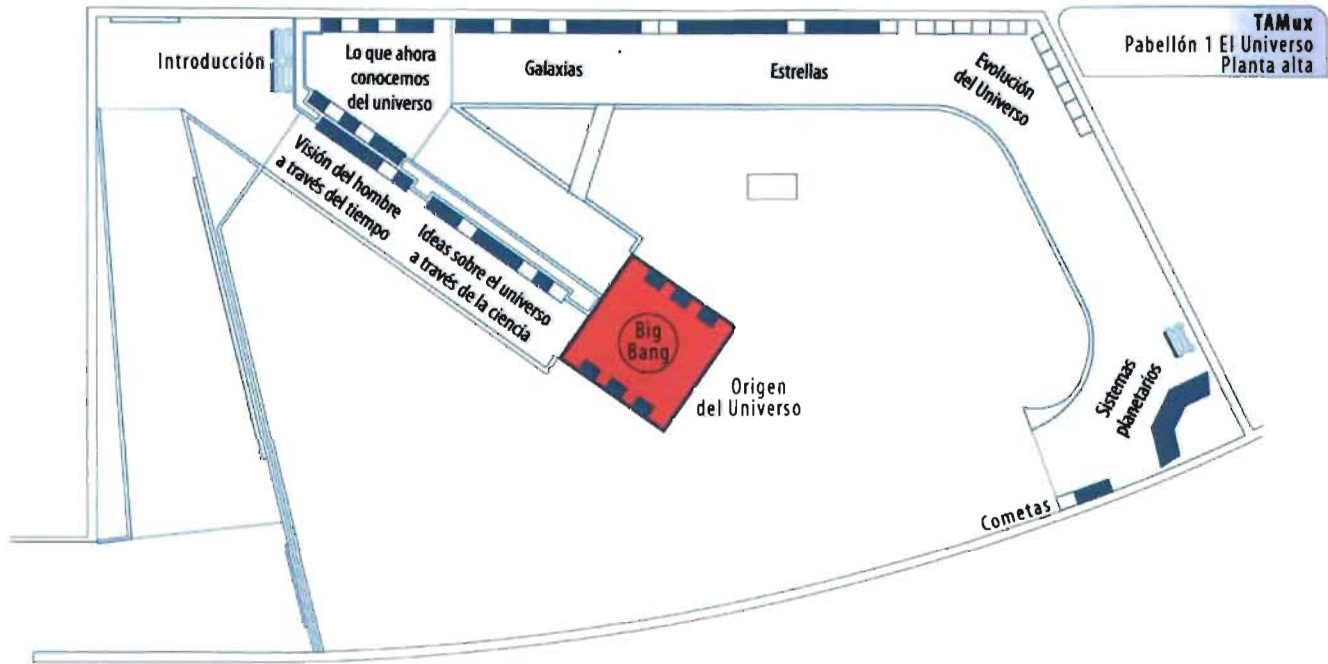 TAMux
Pabellón 1 El Universo
Planta alta
Introducción
Lo que ahora
conocemos
del universo
Galaxias
Estrellas
Evolución
del Universo
Visión del hombre
a través del tiempo
Ideas sobre el universo
a través de la ciencia
Big
Bang
Origen
del Universo
Sistemas
planetarios
Cometas